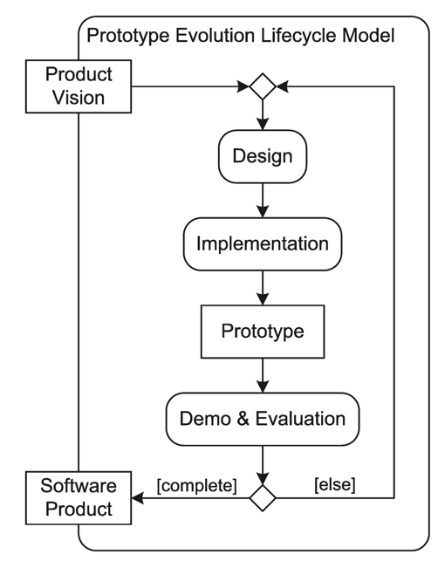 Prototype Evolution Lifecycle Model
Product
Vision
Design
Implementation
Prototype
Demo & Evaluation
[complete]
[else]
Software
Product